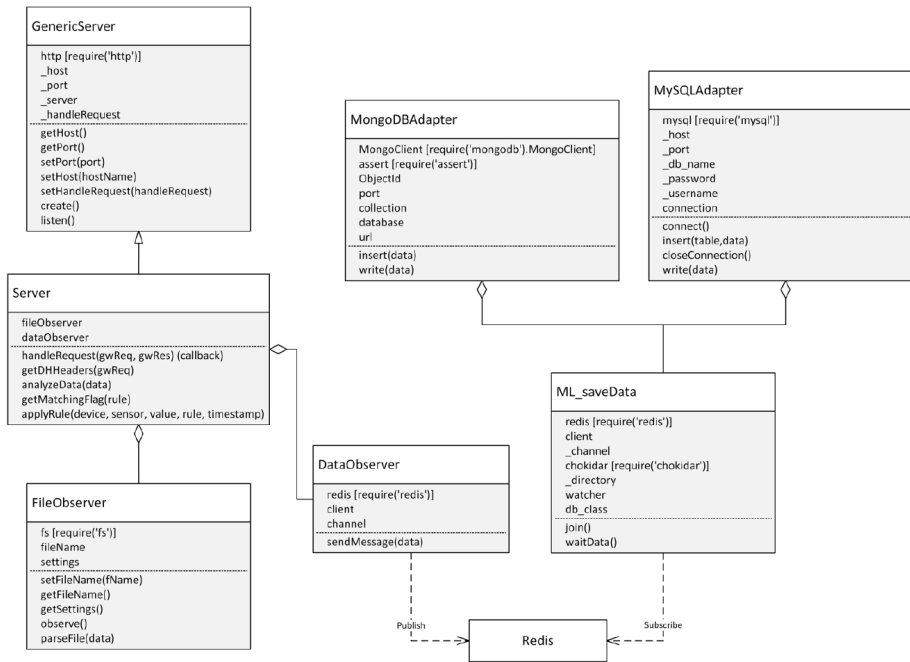 GenericServer
http [require('http')]
_host
_port
_server
_handleRequest
getHost()
getPort()
setPort(port)
setHost(hostName)
setHandleRequest(handleRequest)
create()
listen()
MongoDBAdapter
MongoClient [require('mongodb').MongoClient]
assert [require('assert')]
ObjectId
port
collection
database
url
insert(data)
write(data)
MySQLAdapter
mysql [require('mysql')]
_host
_port
_db_name
_password
_username
connection
connect()
insert(table,data)
closeConnection()
write(data)
Server
fileObserver
dataObserver
handleRequest(gwReq, gwRes) (callback)
getDHHeaders(gwReq)
analyzeData(data)
getMatchingFlag(rule)
applyRule(device, sensor, value, rule, timestamp)
ML_saveData
redis [require('redis')]
client
_channel
chokidar [require('chokidar')]
_directory
watcher
db_class
join()
waitData()
DataObserver
redis [require('redis')]
client
channel
sendMessage(data)
FileObserver
fs [require('fs')]
fileName
settings
setFileName(fName)
getFileName()
getSettings()
observe()
parseFile(data)
Publish
Subscribe
Redis